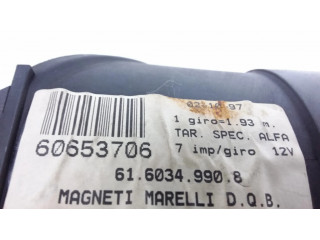 1 giro=1.93 m.
TAR. SPEC. ALFA
60653706 7 imp/giro 12V
61.6034.990.8
MAGNETI MARELLI D.Q.B.